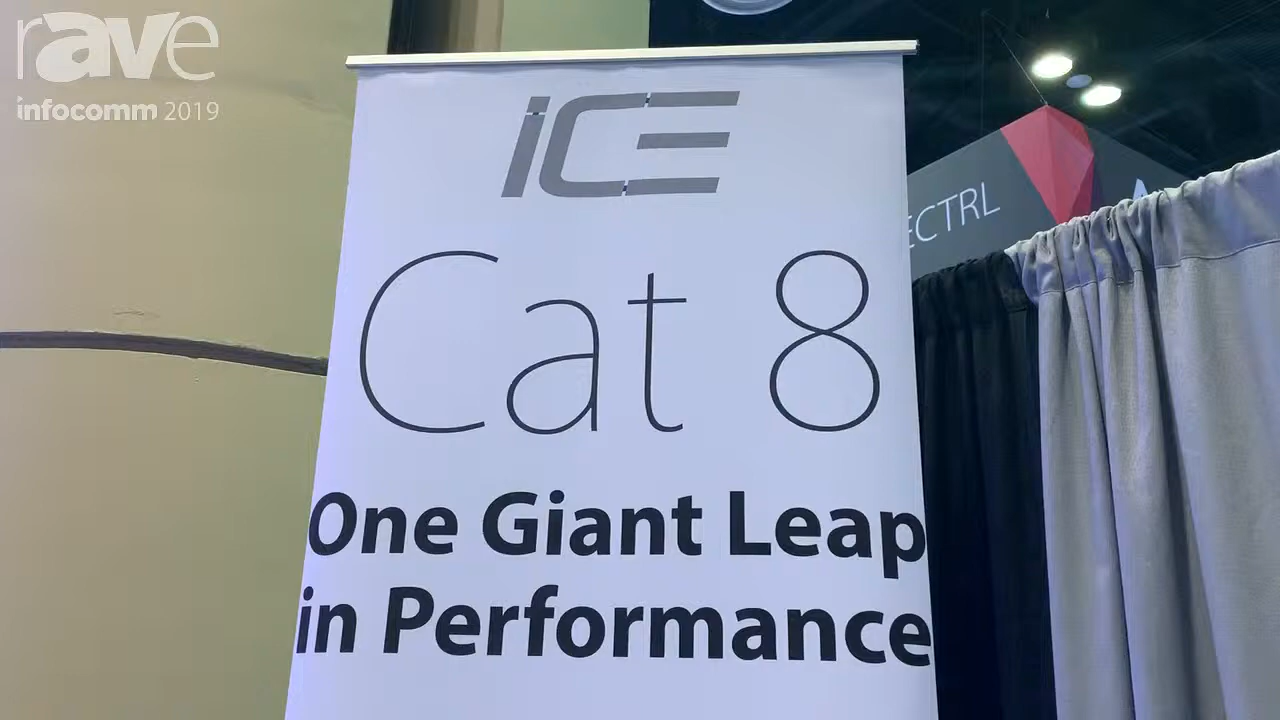 rAVe
infocomm 2019
ICE
ECTRL
Cat 8
One Giant Leap
in Performance